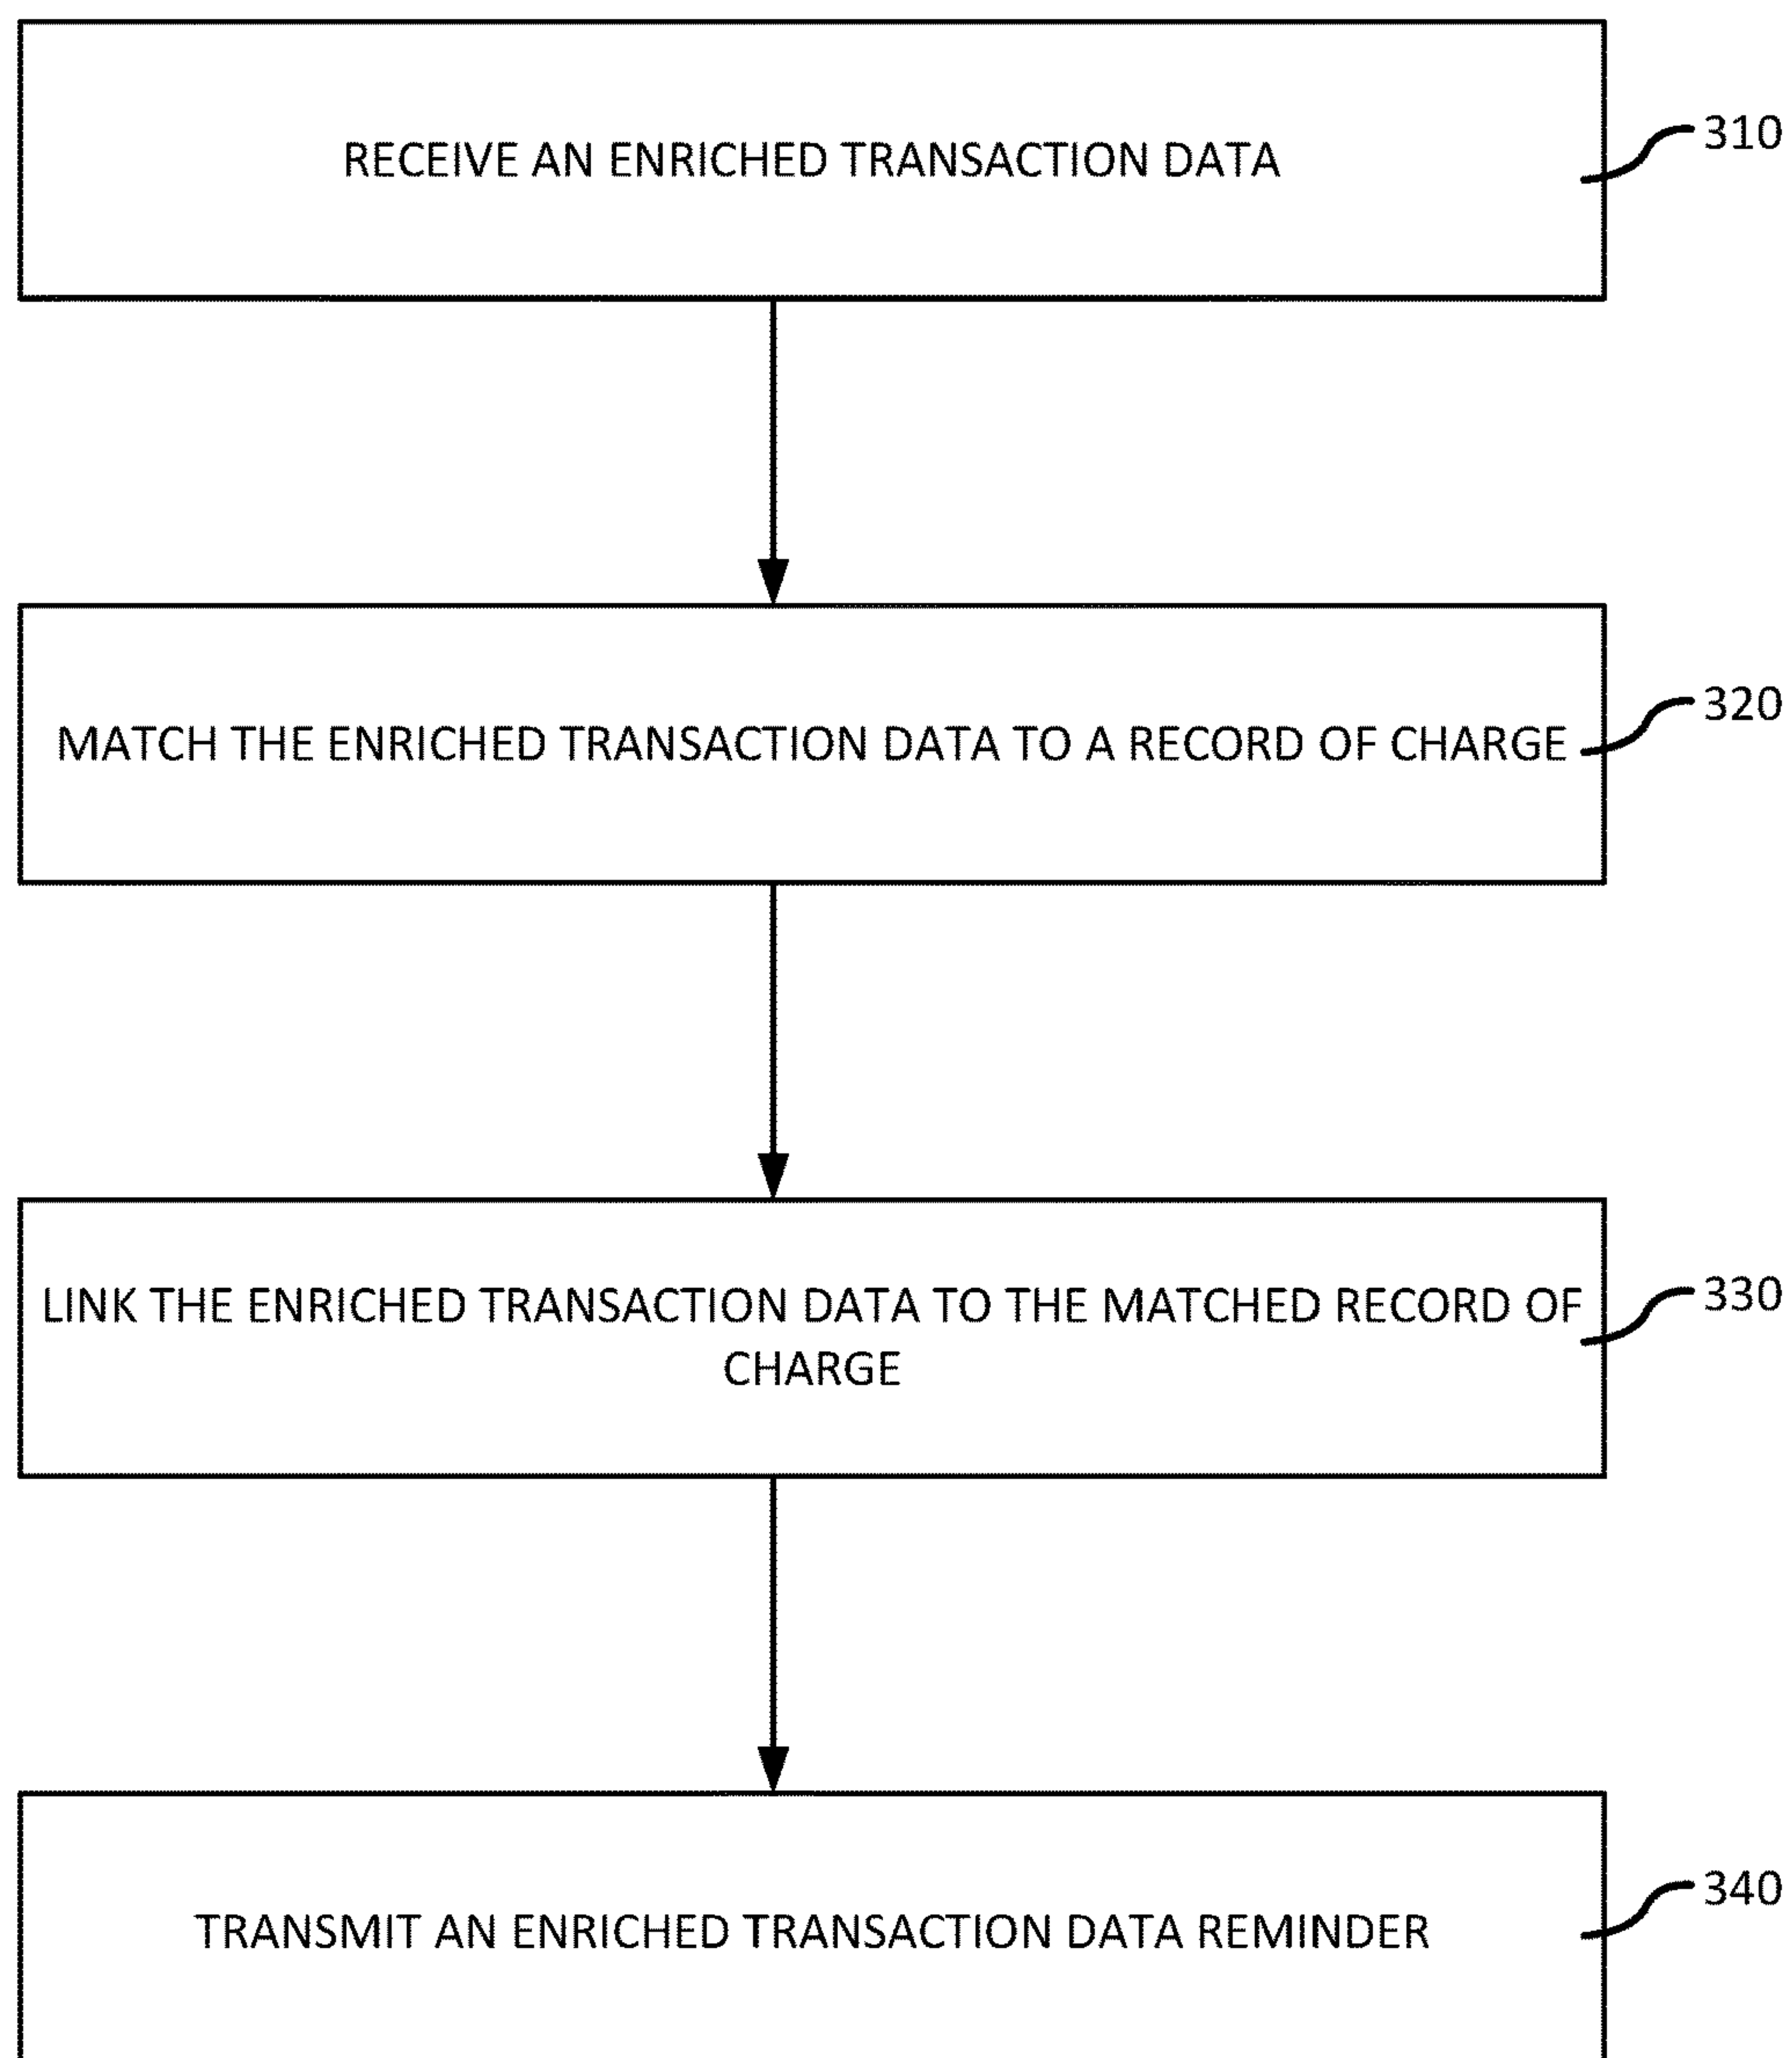 RECEIVE AN ENRICHED TRANSACTION DATA
310
MATCH THE ENRICHED TRANSACTION DATA TO A RECORD OF CHARGE
320
LINK THE ENRICHED TRANSACTION DATA TO THE MATCHED RECORD OF
CHARGE
330
TRANSMIT AN ENRICHED TRANSACTION DATA REMINDER
340